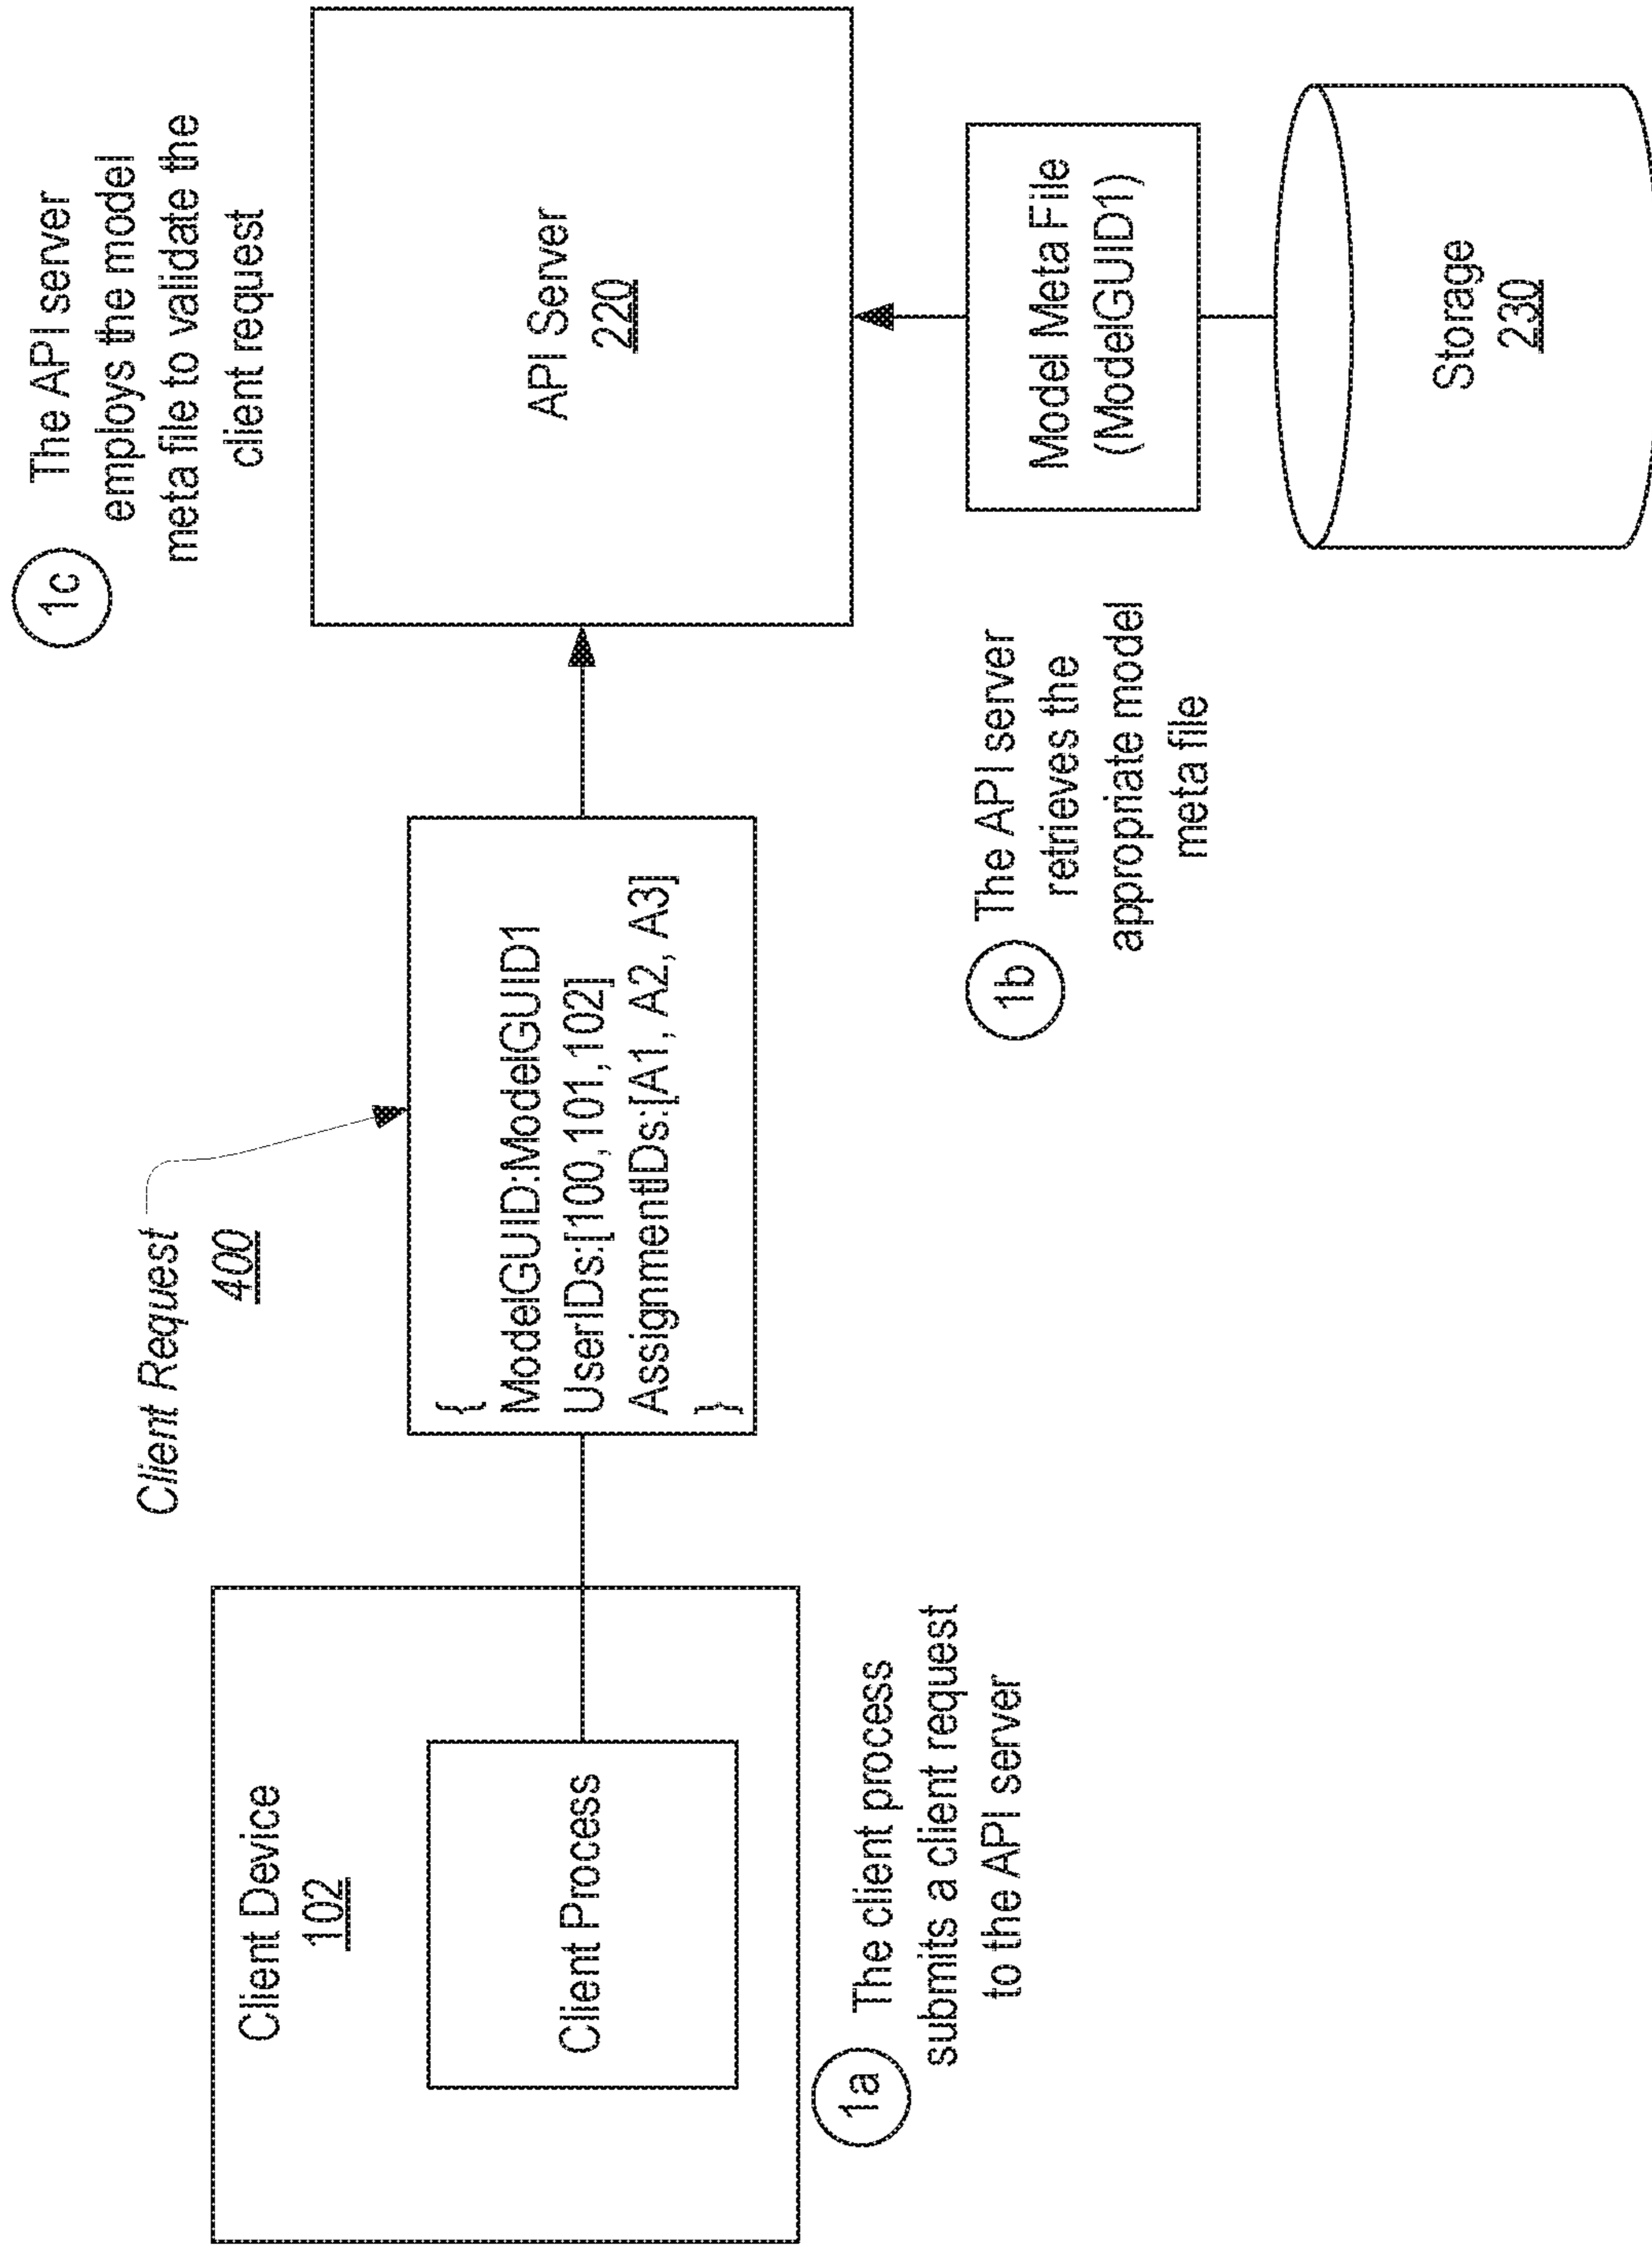 Client Device
102
Client Process
1a
The client process
submits a client request
to the API server
Client Request
400
{
ModelGUID:ModelGUID1
UserIDs:[100,101,102]
AssignmentIDs:[A1, A2, A3]
}
1b
The API server
retrieves the
appropriate model
meta file
1c
The API server
employs the model
meta file to validate the
client request
API Server
220
Model Meta File
(ModelGUID1)
Storage
230